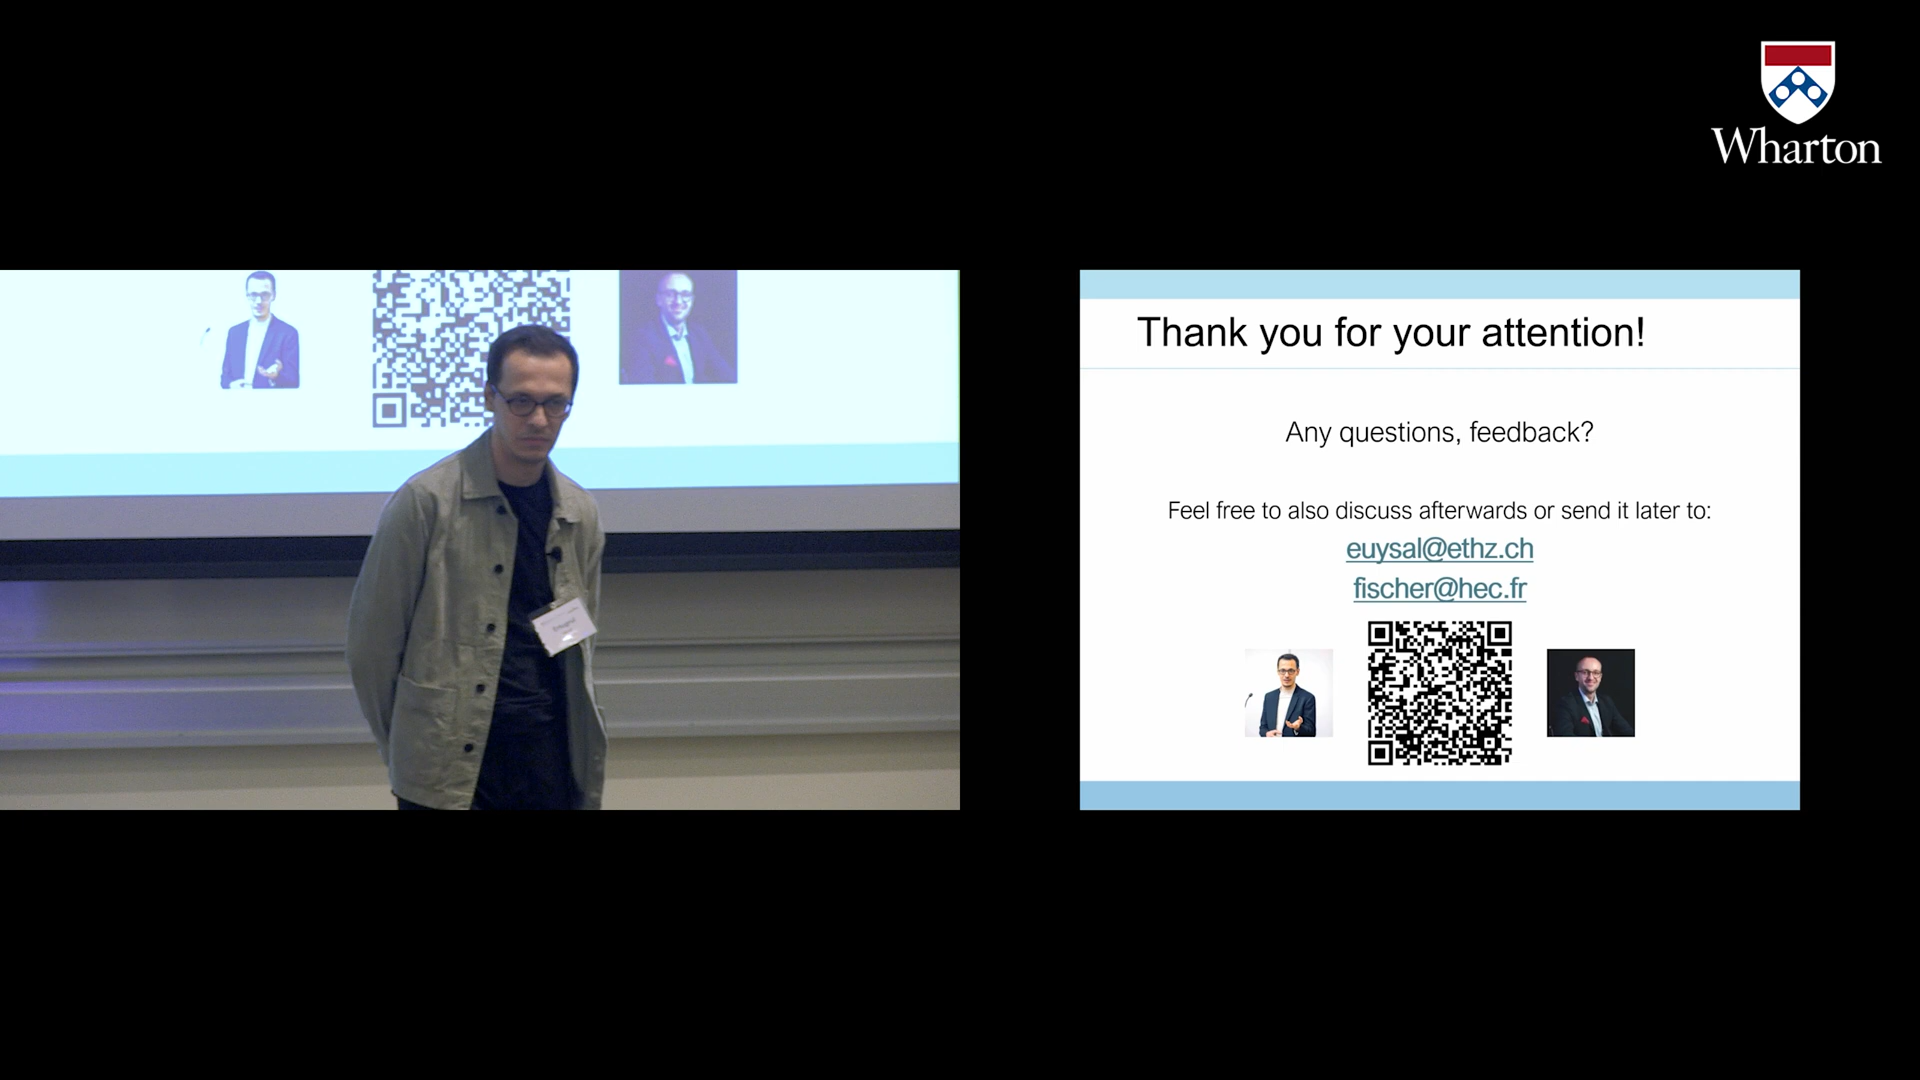 Wharton
Thank you for your attention!
Any questions, feedback?
Feel free to also discuss afterwards or send it later to:
euysal@ethz.ch
fischer@hec.fr